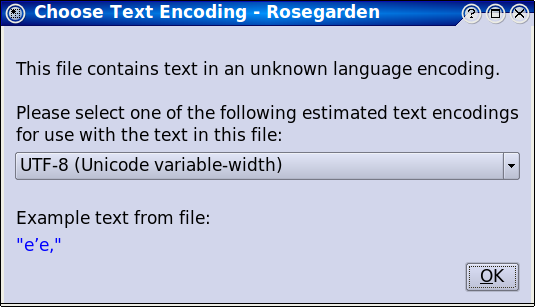 Choose Text Encoding - Rosegarden
This file contains text in an unknown language encoding.
Please select one of the following estimated text encodings
for use with the text in this file:
UTF-8 (Unicode variable-width)
Example text from file:
"e’e,"
OK